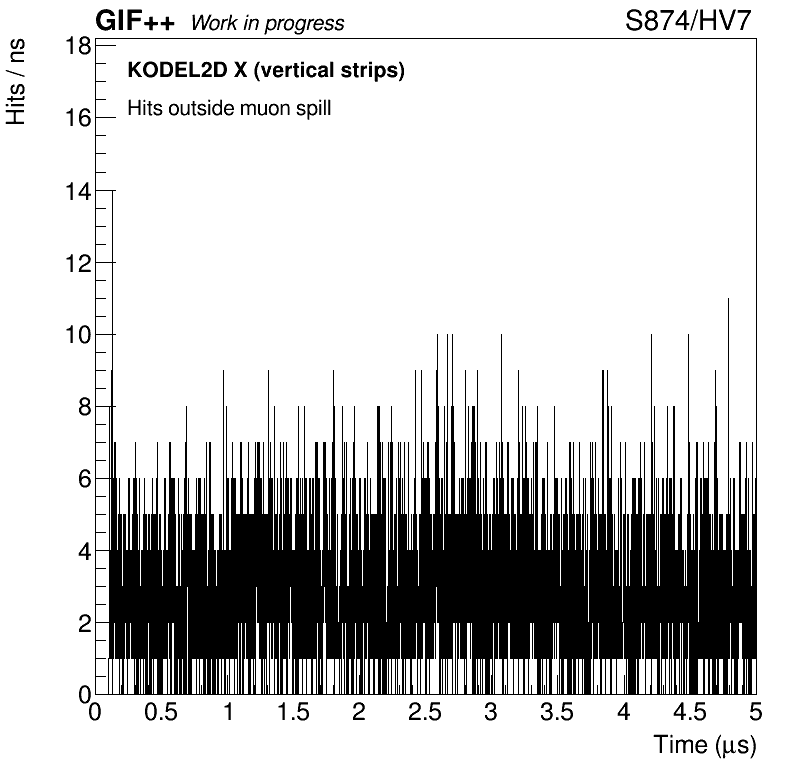 GIF++ Work in progress S874/HV7
Hits / ns
KODEL2D X (vertical strips)
Hits outside muon spill
18
16
14
12
10
8
6
4
2
0
0 0.5 1 1.5 2 2.5 3 3.5 4 4.5 5
Time (μs)